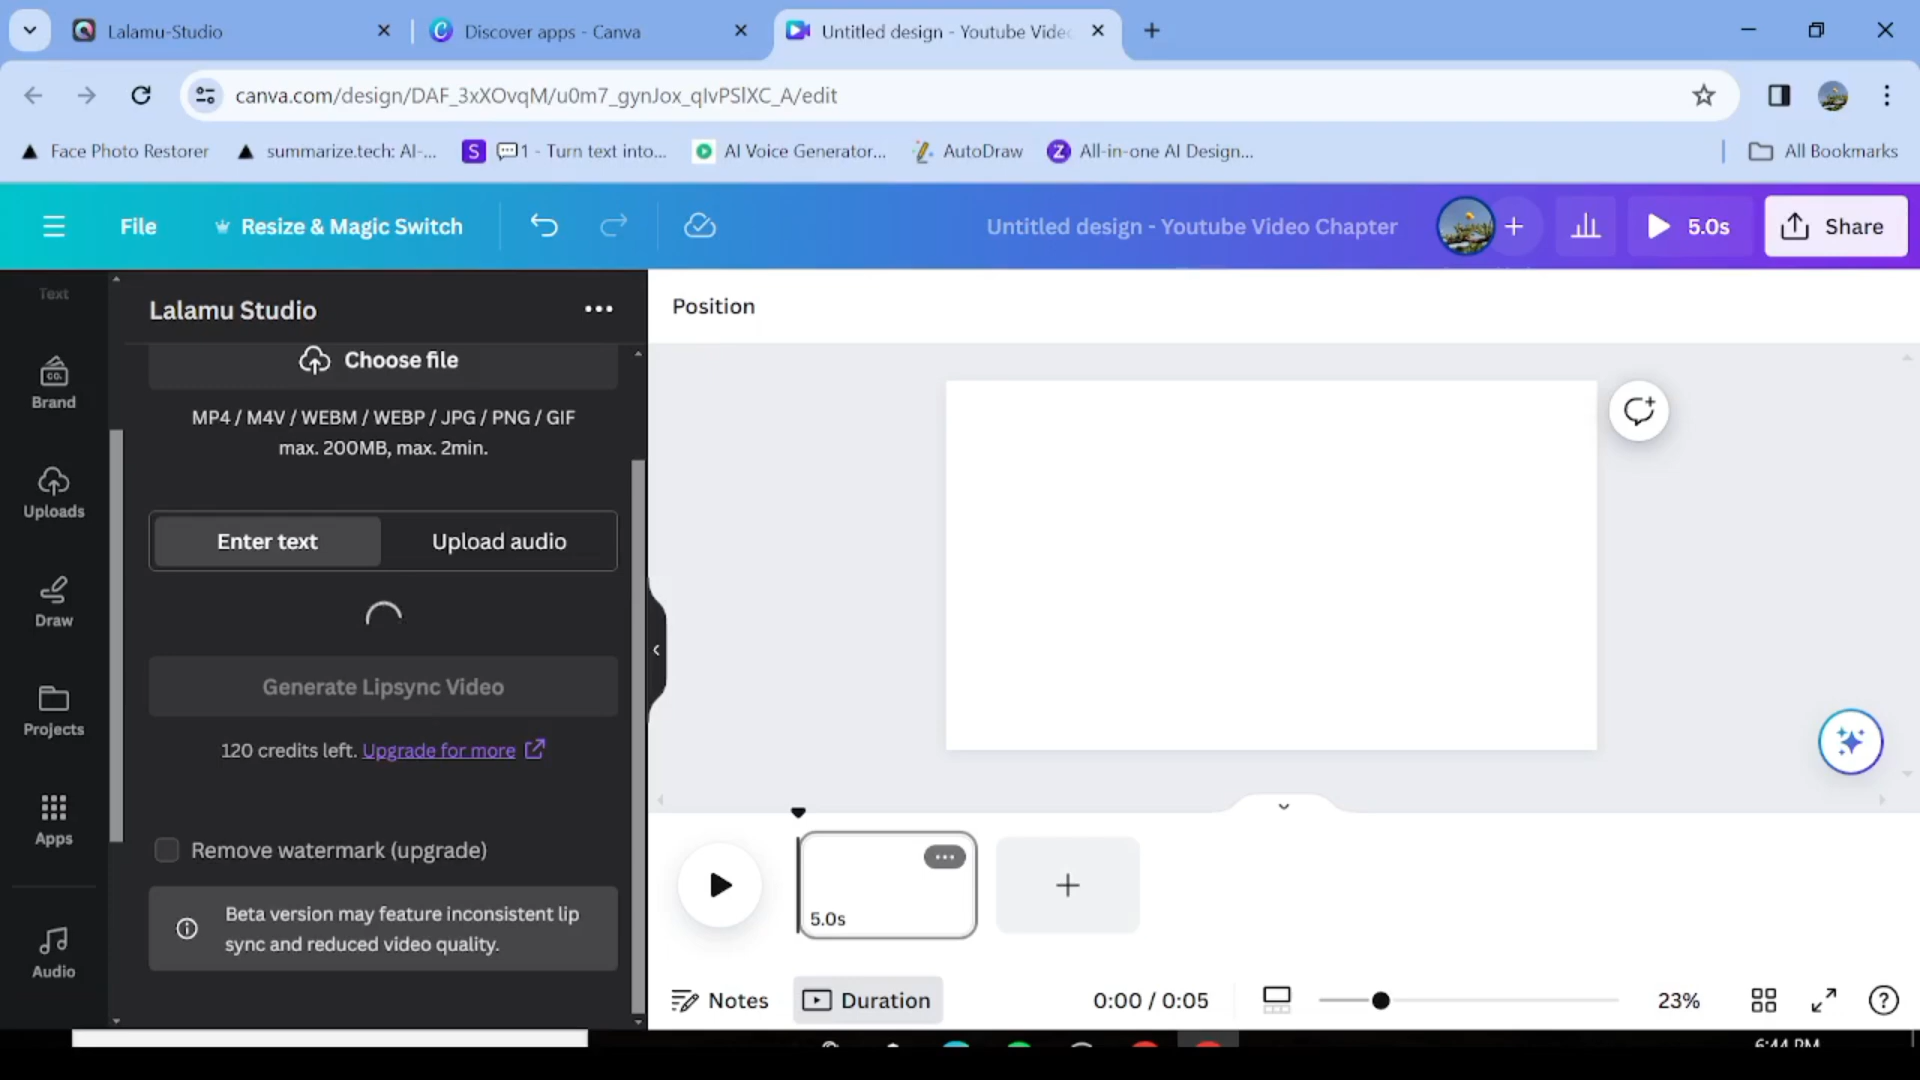 Lalamu-Studio
Discover apps - Canva
Untitled design - Youtube Vide
canva.com/design/DAF_3xXOvqM/u0m7_gynJox_qIvPSlXC_A/edit
Face Photo Restorer
summarize.tech: AI-...
1 - Turn text into...
AI Voice Generator...
AutoDraw
All-in-one AI Design...
All Bookmarks
File
Resize & Magic Switch
Untitled design - Youtube Video Chapter
5.0s
Share
Text
Brand
Uploads
Draw
Projects
Apps
Audio
Lalamu Studio
Choose file
MP4 / M4V / WEBM / WEBP / JPG / PNG / GIF
max. 200MB, max. 2min.
Enter text
Upload audio
Generate Lipsync Video
120 credits left. Upgrade for more
Remove watermark (upgrade)
Beta version may feature inconsistent lip
sync and reduced video quality.
Position
5.0s
Notes
Duration
0:00 / 0:05
23%
6:44 PM